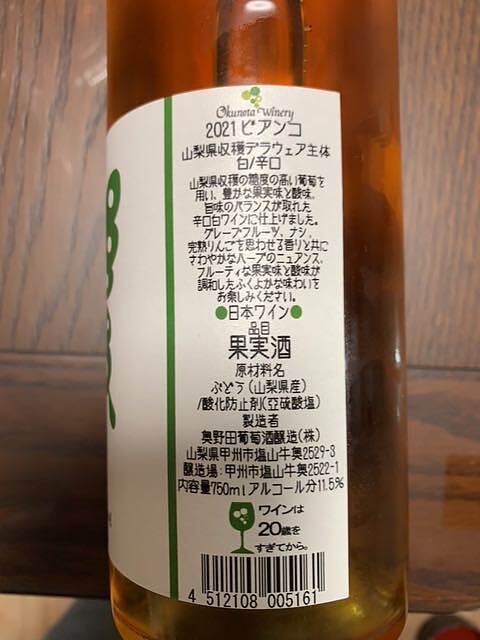 Okunota Winery
2021 ビアンコ
山梨県収穫デラウェア主体
白/辛口
山梨県収穫の糖度の高い葡萄を
用い、豊かな果実味と酸味、
旨味のバランスが取れた
辛口白ワインに仕上げました。
グレープフルーツ、ナシ、
完熟りんごを思わせる香りと共に
さわやかなハーブのニュアンス、
フルーティな果実味と酸味が
調和したふくよかな味わいを
お楽しみください。
●日本ワイン●
品目
果実酒
原材料名
ぶどう(山梨県産)
/酸化防止剤(亞硫酸塩)
製造者
奥野田葡萄酒醸造(株)
山梨県甲州市塩山牛奥2529-3
醸造場:甲州市塩山牛奥2522-1
内容量750ml アルコール分11.5%
ワインは
20歳を
すぎてから。
4 512108 005161